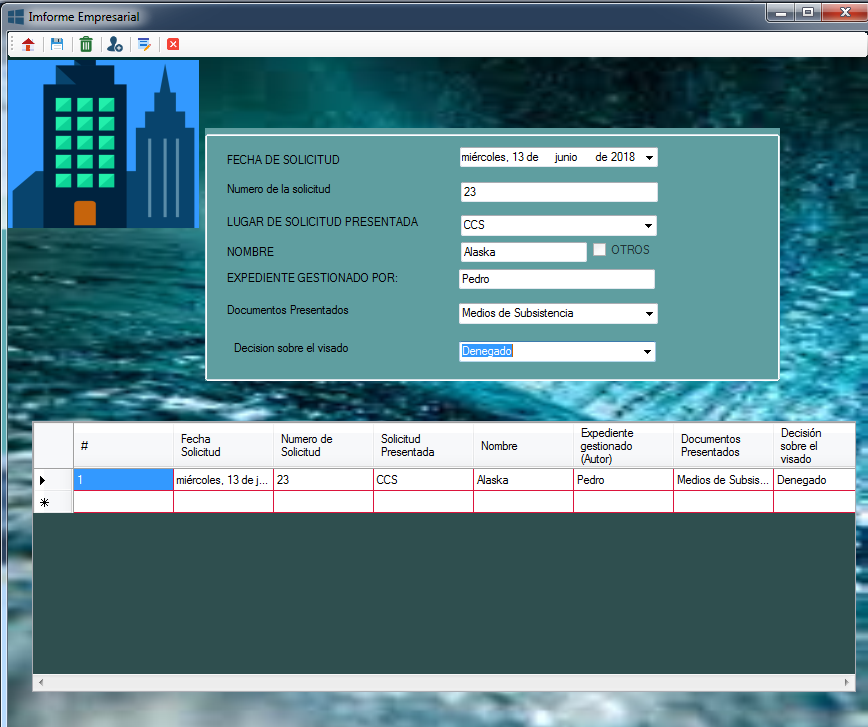 Imforme Empresarial
FECHA DE SOLICITUD
miércoles, 13 de junio de 2018
Numero de la solicitud
23
LUGAR DE SOLICITUD PRESENTADA
CCS
NOMBRE
Alaska
OTROS
EXPEDIENTE GESTIONADO POR:
Pedro
Documentos Presentados
Medios de Subsistencia
Decision sobre el visado
Denegado
#
Fecha
Solicitud
Numero de
Solicitud
Solicitud
Presentada
Nombre
Expediente
gestionado
(Autor)
Documentos
Presentados
Decisión
sobre el
visado
1
miércoles, 13 de j...
23
CCS
Alaska
Pedro
Medios de Subsis...
Denegado